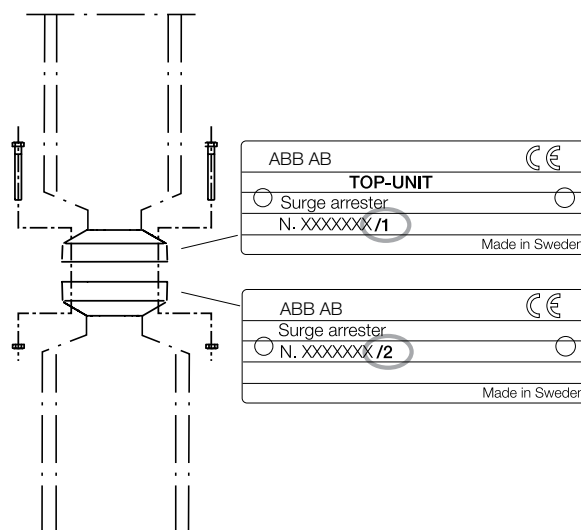 ABB AB CE
TOP-UNIT
Surge arrester
N. XXXXXXX/1
Made in Sweden
ABB AB CE
Surge arrester
N. XXXXXXX/2
Made in Sweden